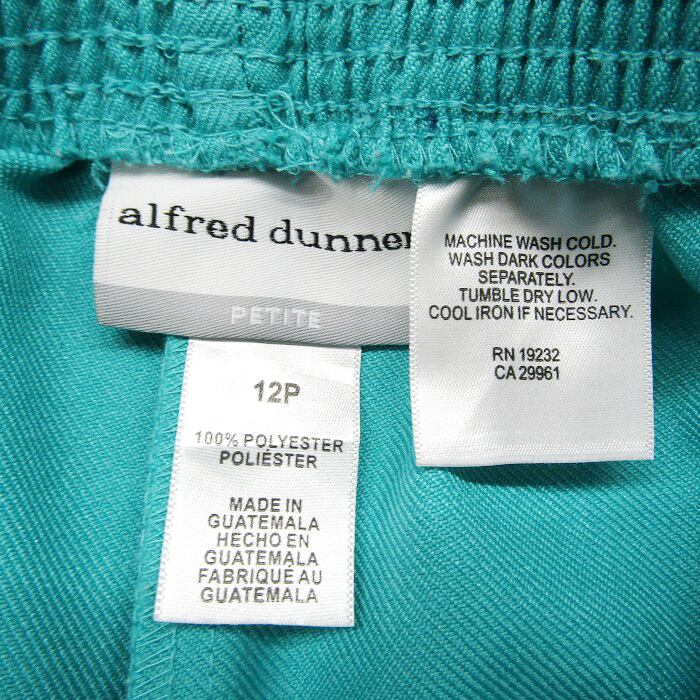 alfred dunner
PETITE
12P
100% POLYESTER
POLIÉSTER
MADE IN
GUATEMALA
HECHO EN
GUATEMALA
FABRIQUÉ AU
GUATEMALA
MACHINE WASH COLD.
WASH DARK COLORS
SEPARATELY.
TUMBLE DRY LOW.
COOL IRON IF NECESSARY.
RN 19232
CA 29961